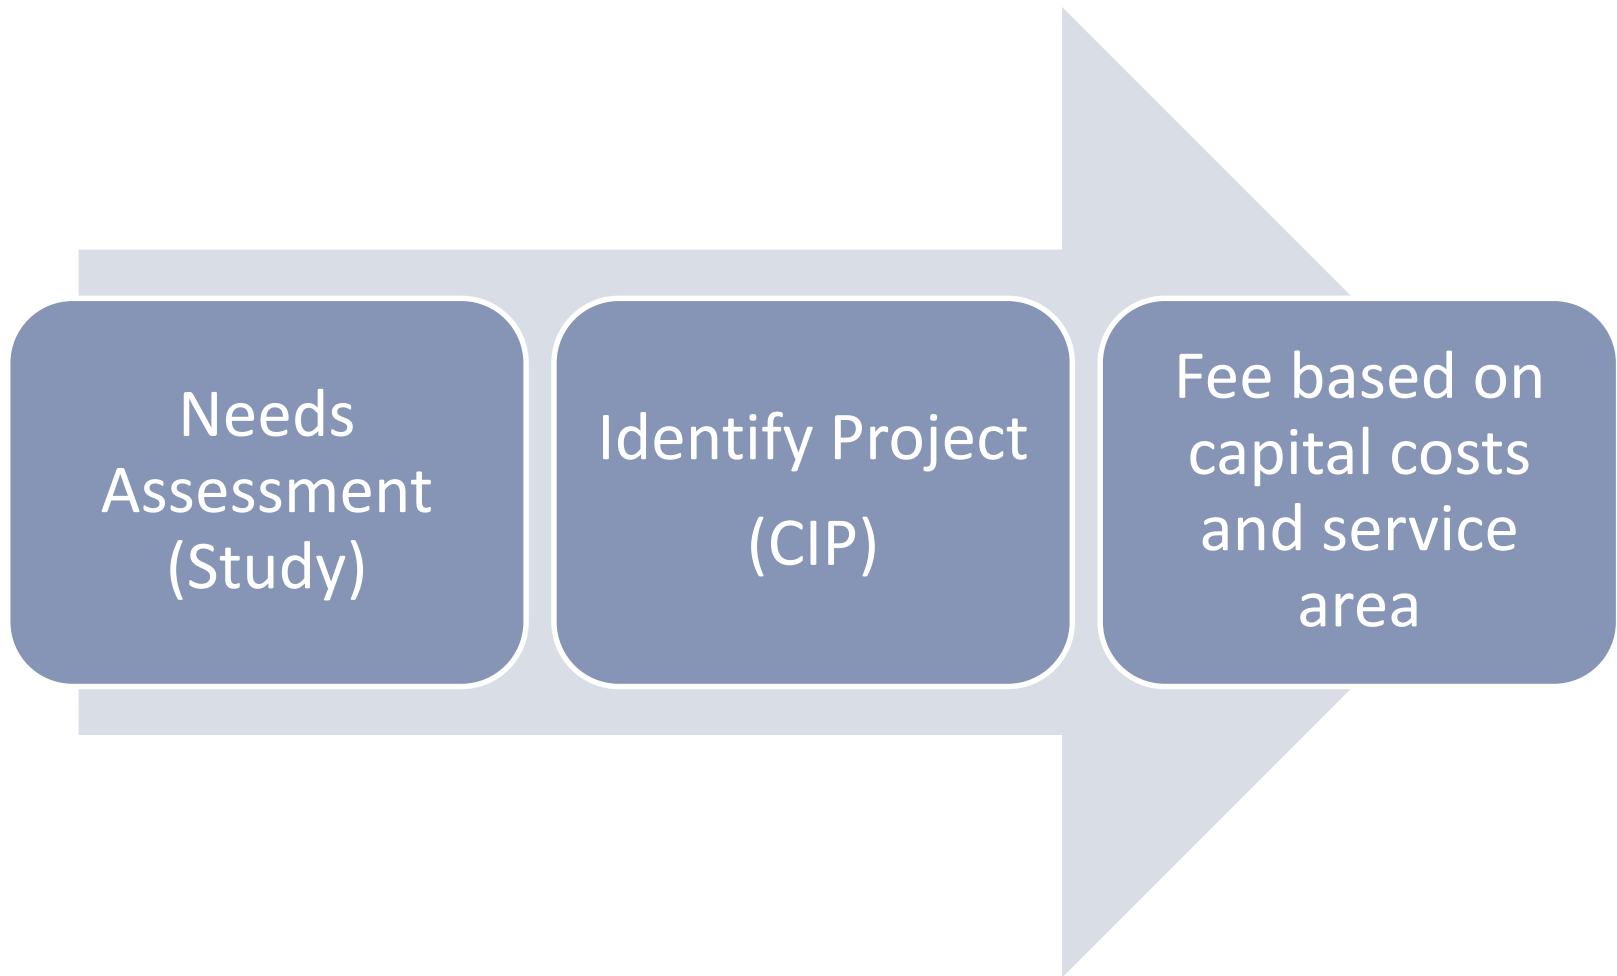 Needs
Assessment
(Study)
Identify Project
(CIP)
Fee based on
capital costs
and service
area